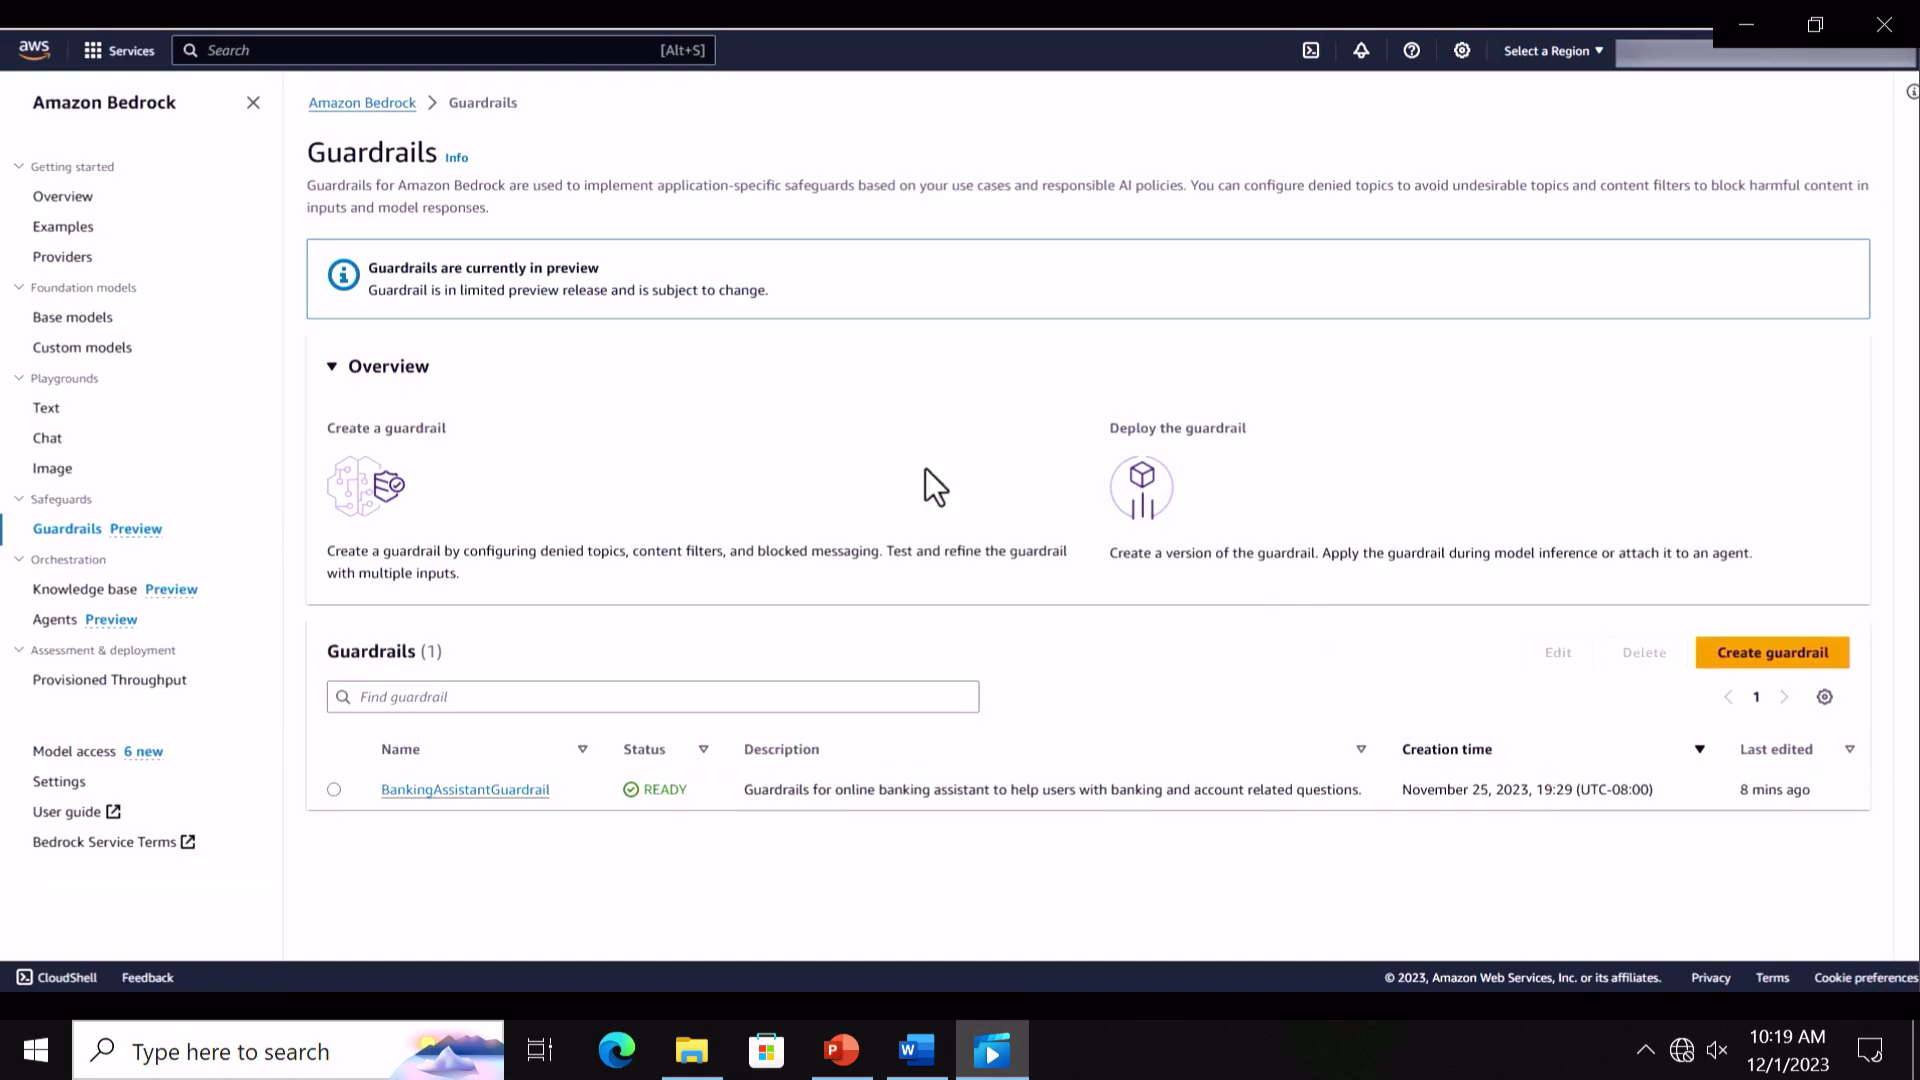 aws
Services
Search
[Alt+S]
Select a Region
Amazon Bedrock
Getting started
Overview
Examples
Providers
Foundation models
Base models
Custom models
Playgrounds
Text
Chat
Image
Safeguards
Guardrails Preview
Orchestration
Knowledge base Preview
Agents Preview
Assessment & deployment
Provisioned Throughput
Model access 6 new
Settings
User guide
Bedrock Service Terms
Amazon Bedrock > Guardrails
Guardrails Info
Guardrails for Amazon Bedrock are used to implement application-specific safeguards based on your use cases and responsible AI policies. You can configure denied topics to avoid undesirable topics and content filters to block harmful content in
inputs and model responses.
Guardrails are currently in preview
Guardrail is in limited preview release and is subject to change.
Overview
Create a guardrail
Create a guardrail by configuring denied topics, content filters, and blocked messaging. Test and refine the guardrail
with multiple inputs.
Deploy the guardrail
Create a version of the guardrail. Apply the guardrail during model inference or attach it to an agent.
Guardrails (1)
Edit
Delete
Create guardrail
Find guardrail
1
Name Status Description Creation time Last edited
BankingAssistantGuardrail READY Guardrails for online banking assistant to help users with banking and account related questions. November 25, 2023, 19:29 (UTC-08:00) 8 mins ago
CloudShell
Feedback
© 2023, Amazon Web Services, Inc. or its affiliates.
Privacy
Terms
Cookie preferences
Type here to search
10:19 AM
12/1/2023